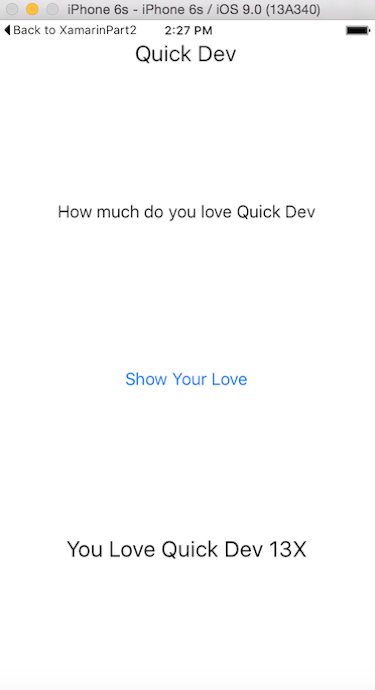 iPhone 6s - iPhone 6s / iOS 9.0 (13A340)
Back to XamarinPart2 2:27 PM
Quick Dev
How much do you love Quick Dev
Show Your Love
You Love Quick Dev 13X